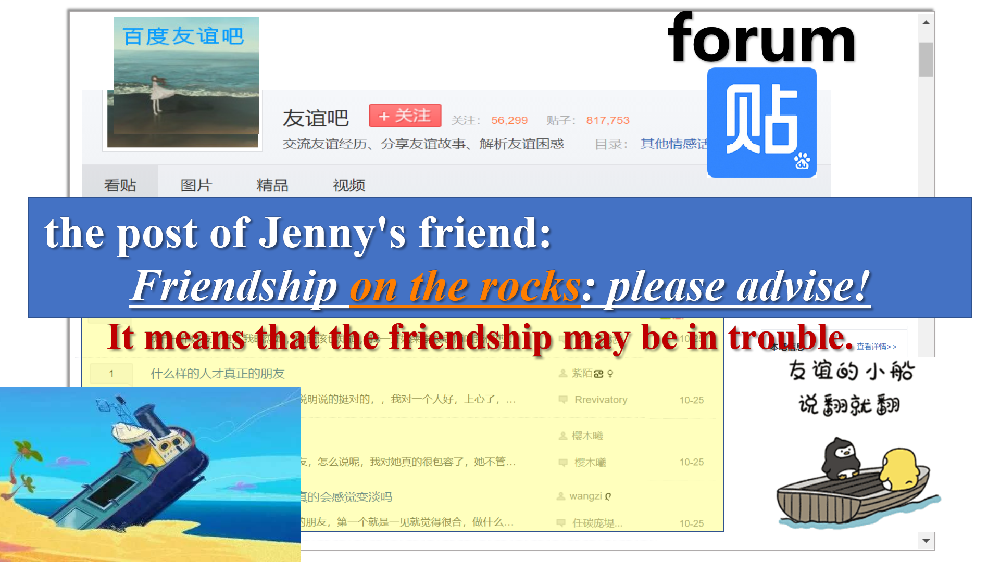 百度友谊吧
forum
贴
du
友谊吧
+ 关注
关注： 56,299 贴子： 817,753
交流友谊经历、分享友谊故事、解析友谊困惑 目录： 其他情感话
看贴 图片 精品 视频
the post of Jenny's friend:
Friendship on the rocks: please advise!
It means that the friendship may be in trouble.
查看详情>>
1 什么样的人才真正的朋友 紫陌
说明说的挺对的，，我对一个人好，上心了，... Rrevivatory 10-25
樱木曦
友，怎么说呢，我对她真的很包容了，她不管... 樱木曦 10-25
真的会感觉变淡吗 wangzi
的朋友，第一个就是一见就觉得很合，做什么... 任碳庞堤... 10-25
友谊的小船
说翻就翻